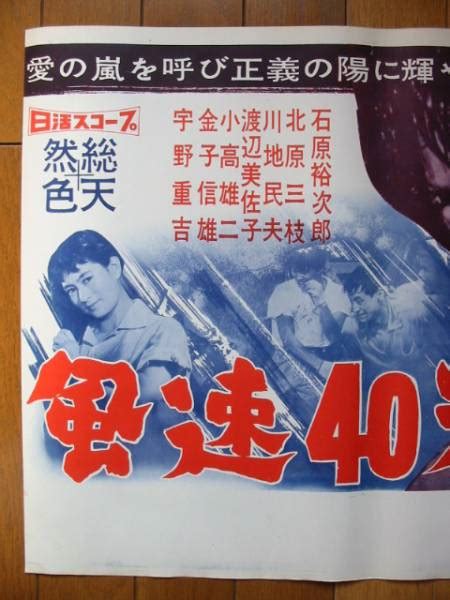 愛の嵐を呼び正義の陽に輝
日活スコープ
総天
然色
石原裕次郎
北原三枝
川地民夫
渡辺美佐子
小高雄二
金子信雄
宇野重吉
風速40